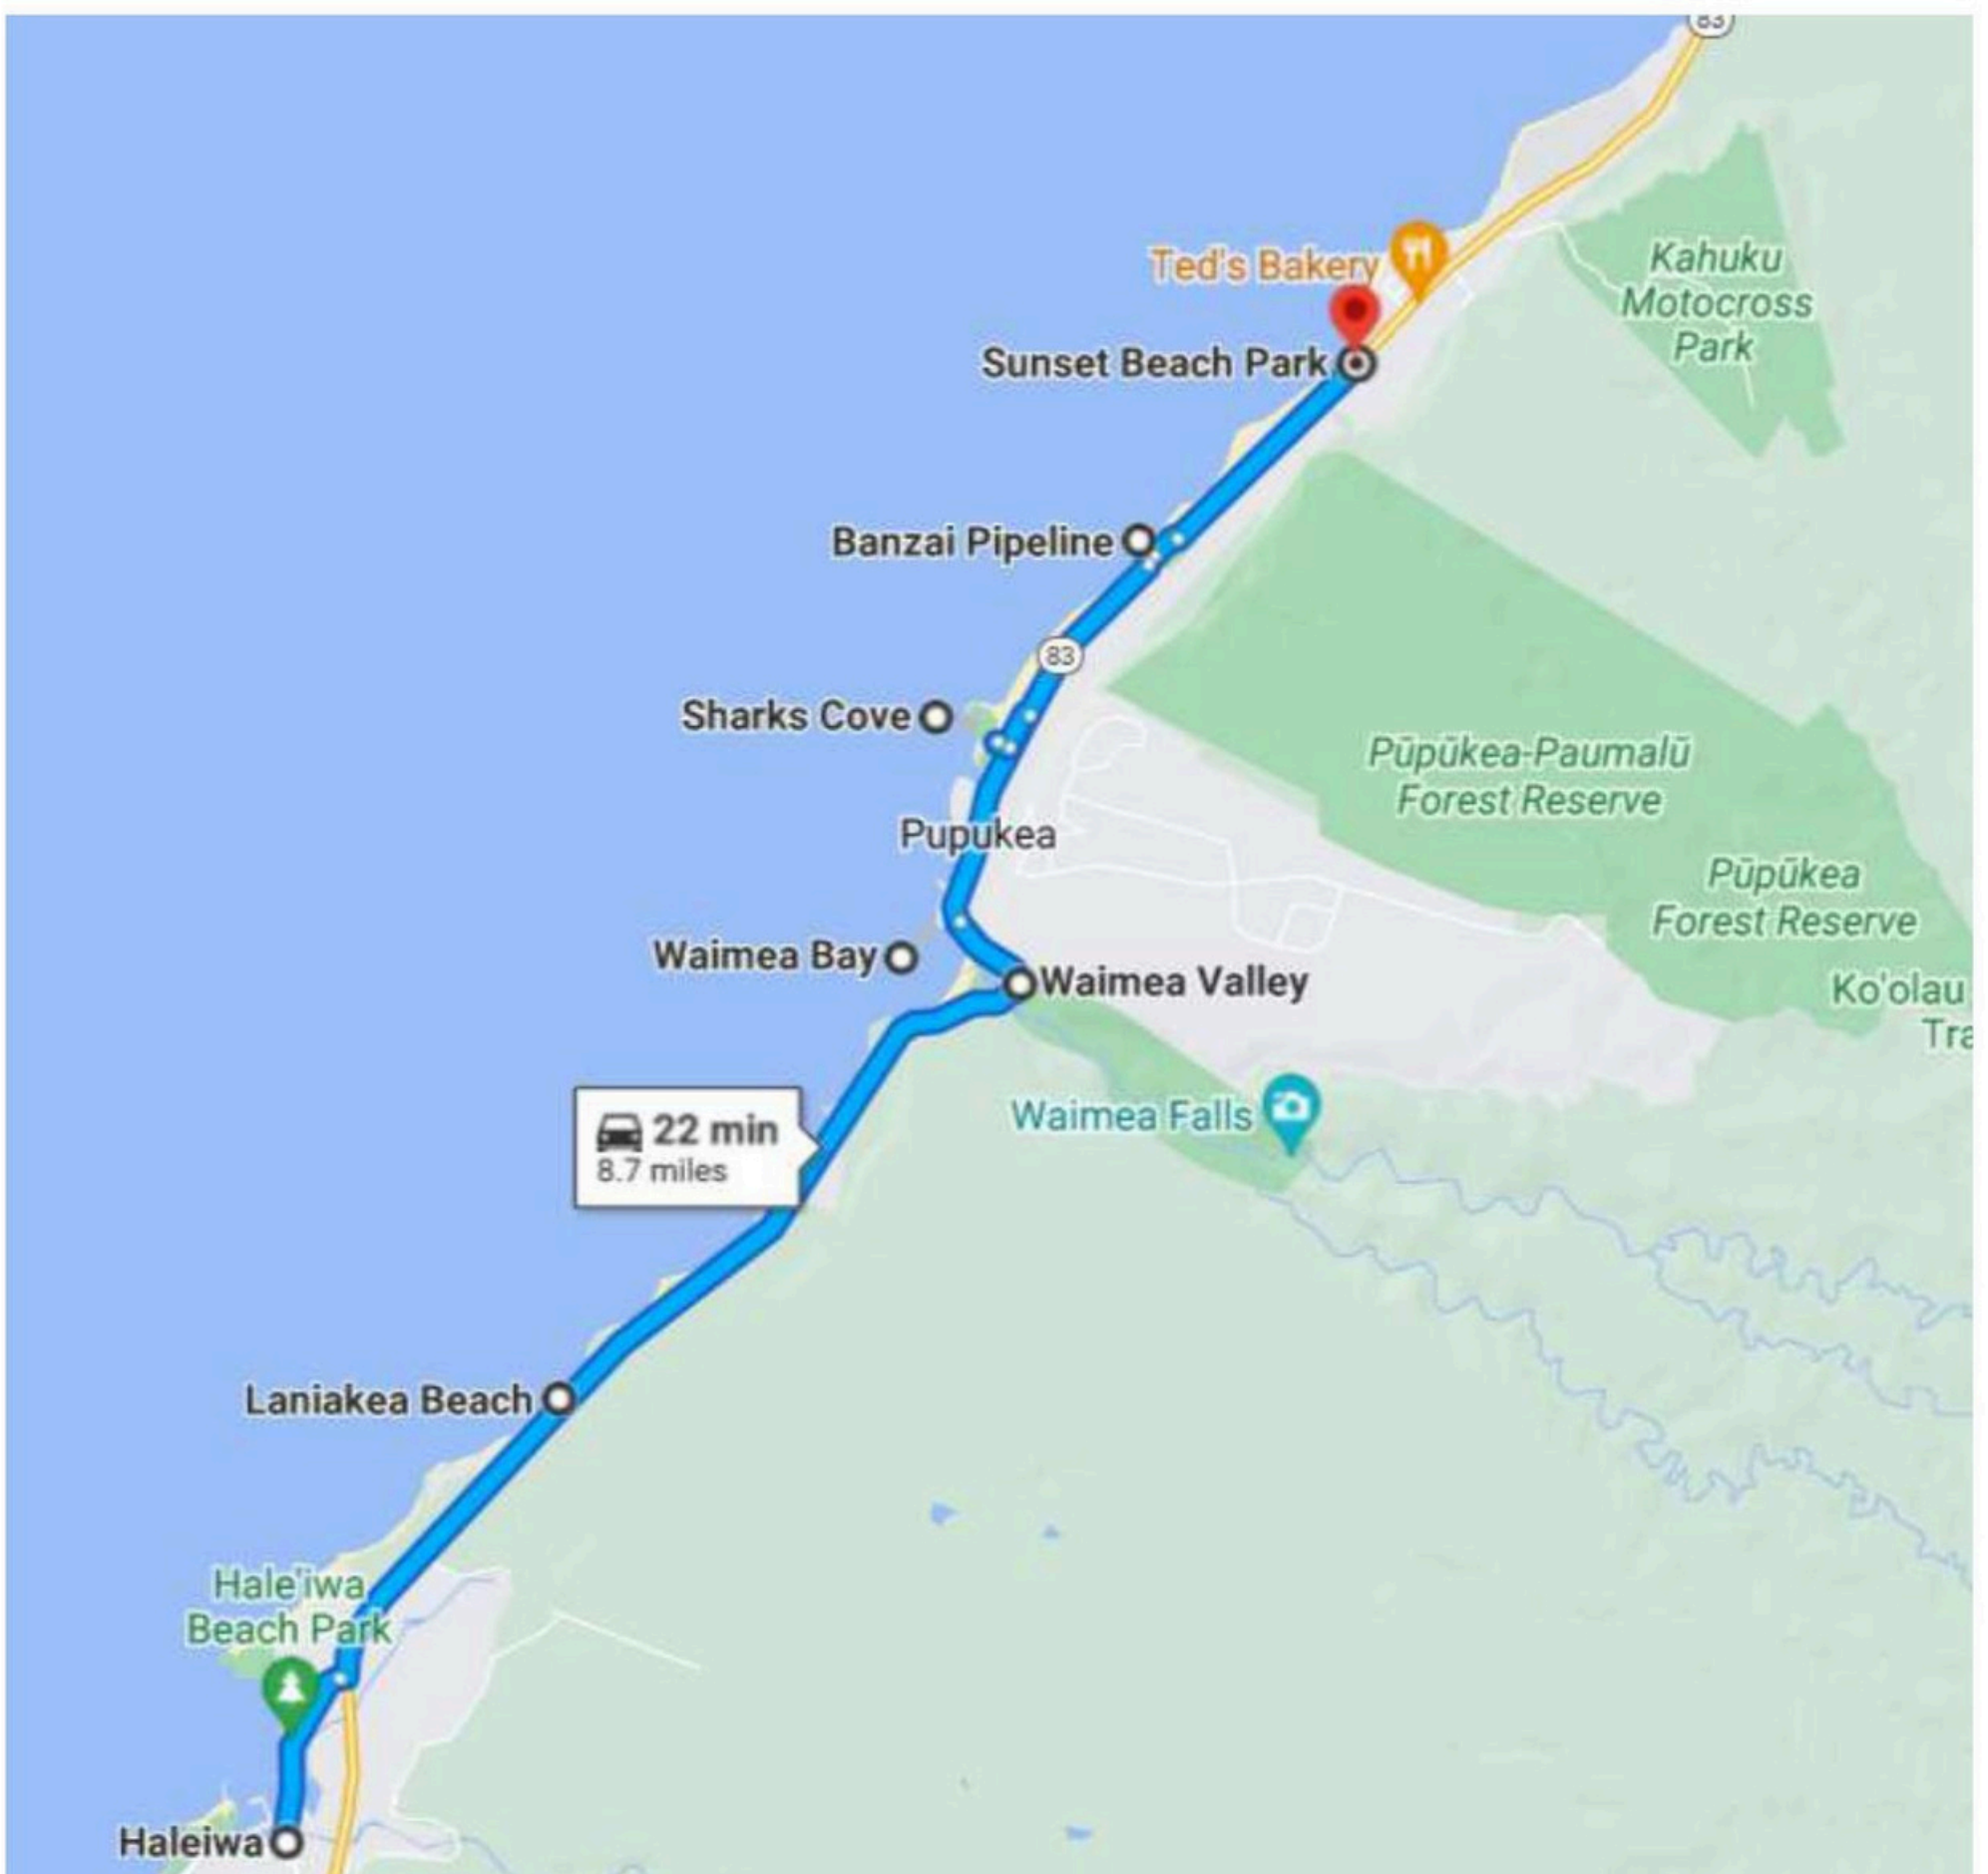 83
Ted's Bakery
Kahuku
Motocross
Park
Sunset Beach Park
Banzai Pipeline
83
Sharks Cove
Pūpūkea-Paumalū
Forest Reserve
Pupukea
Pūpūkea
Forest Reserve
Waimea Bay
Waimea Valley
Ko'olau
Tra
22 min
8.7 miles
Waimea Falls
Laniakea Beach
Hale'iwa
Beach Park
Haleiwa